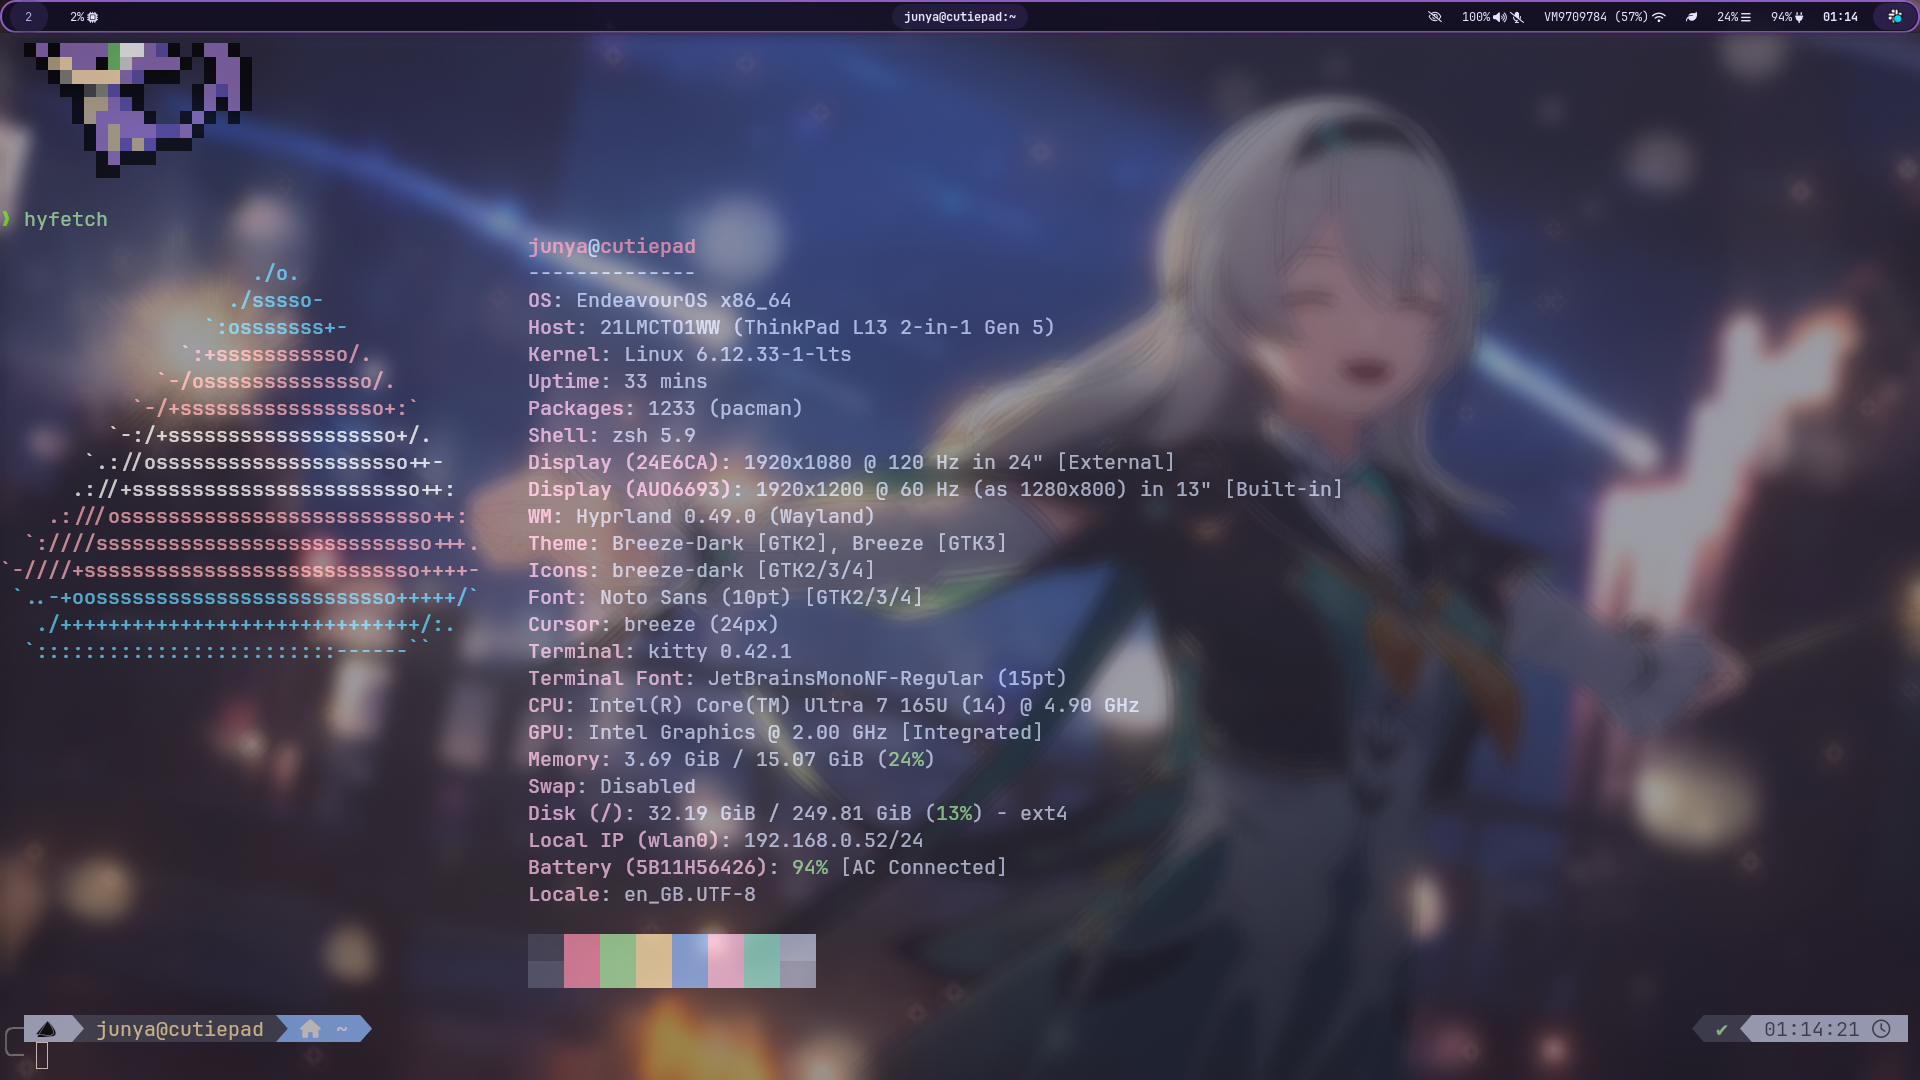 2 2% junya@cutiepad:~ 100% VM9709784 (57%) 24% 94% 01:14
❯ hyfetch
junya@cutiepad
--------------
./o.
./sssso-
`:osssssss+-
`:+sssssssssso/.
`-/ossssssssssssso/.
`-/+sssssssssssssssso+:`
`-:/+sssssssssssssssssso+/.
`.://osssssssssssssssssssso++-
.://+ssssssssssssssssssssssso++:
.:///ossssssssssssssssssssssssso++:
`:////ssssssssssssssssssssssssssso+++.
`-////+ssssssssssssssssssssssssssso++++-
`..-+oosssssssssssssssssssssssso+++++/`
./++++++++++++++++++++++++++++++/:.
`:::::::::::::::::::::::::------``
OS: EndeavourOS x86_64
Host: 21LMCTO1WW (ThinkPad L13 2-in-1 Gen 5)
Kernel: Linux 6.12.33-1-lts
Uptime: 33 mins
Packages: 1233 (pacman)
Shell: zsh 5.9
Display (24E6CA): 1920x1080 @ 120 Hz in 24" [External]
Display (AUO6693): 1920x1200 @ 60 Hz (as 1280x800) in 13" [Built-in]
WM: Hyprland 0.49.0 (Wayland)
Theme: Breeze-Dark [GTK2], Breeze [GTK3]
Icons: breeze-dark [GTK2/3/4]
Font: Noto Sans (10pt) [GTK2/3/4]
Cursor: breeze (24px)
Terminal: kitty 0.42.1
Terminal Font: JetBrainsMonoNF-Regular (15pt)
CPU: Intel(R) Core(TM) Ultra 7 165U (14) @ 4.90 GHz
GPU: Intel Graphics @ 2.00 GHz [Integrated]
Memory: 3.69 GiB / 15.07 GiB (24%)
Swap: Disabled
Disk (/): 32.19 GiB / 249.81 GiB (13%) - ext4
Local IP (wlan0): 192.168.0.52/24
Battery (5B11H56426): 94% [AC Connected]
Locale: en_GB.UTF-8
junya@cutiepad ~ ✔ 01:14:21